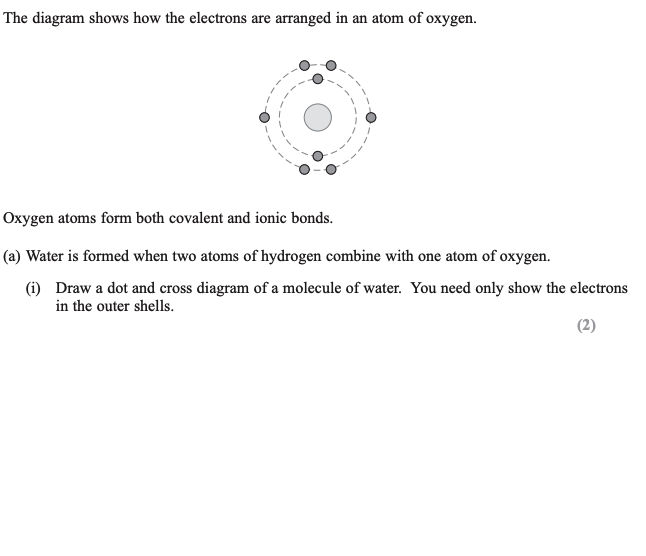 The diagram shows how the electrons are arranged in an atom of oxygen.
Oxygen atoms form both covalent and ionic bonds.
(a) Water is formed when two atoms of hydrogen combine with one atom of oxygen.
(i) Draw a dot and cross diagram of a molecule of water. You need only show the electrons
in the outer shells.
(2)